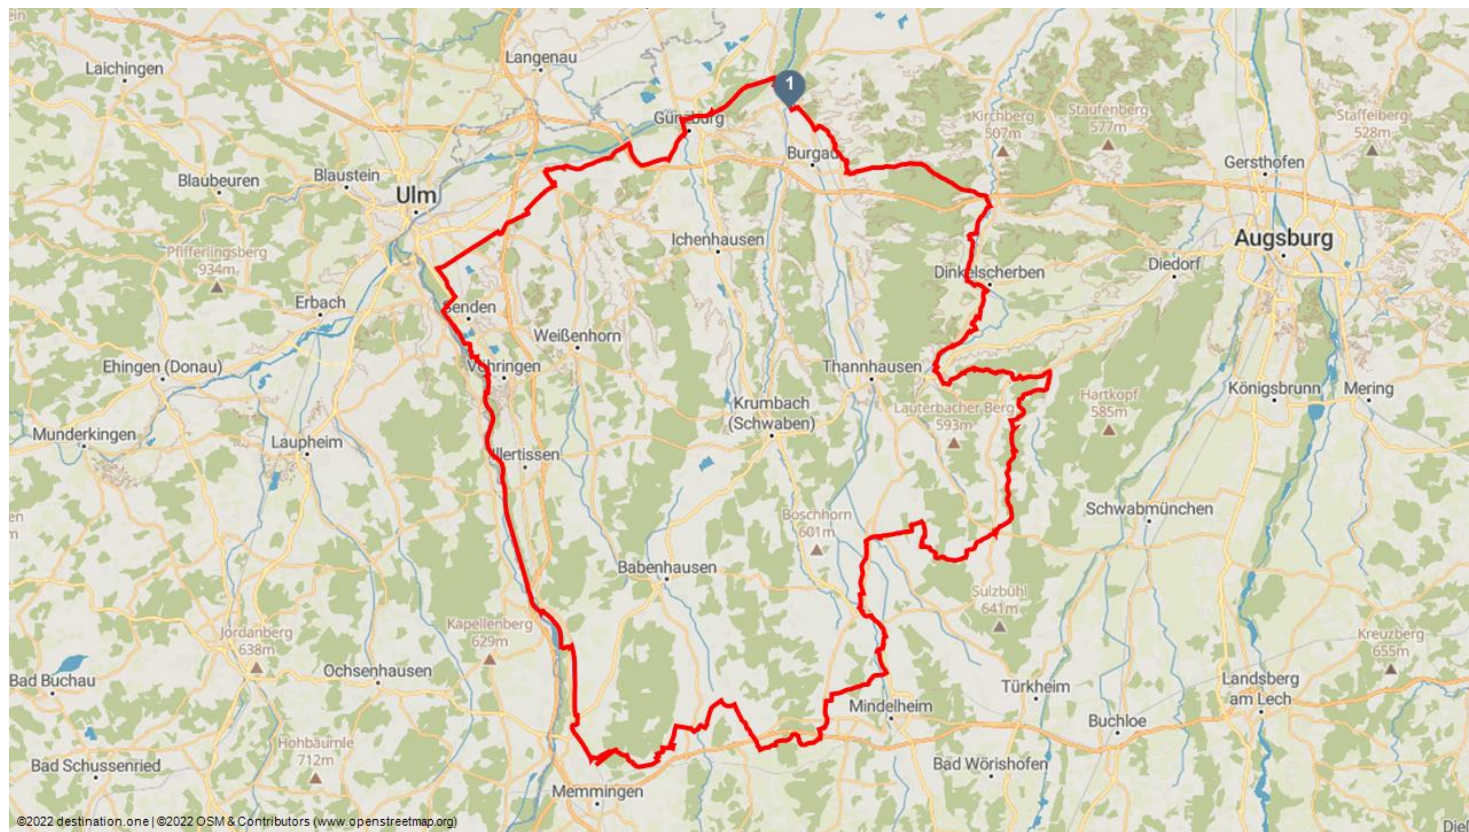 Langenau
Laichingen
1
Staufenberg
577m
Kirchberg
507m
Staffelberg
528m
Günzburg
Burgau
Gersthofen
Blaustein
Blaubeuren
Ulm
Ichenhausen
Augsburg
Pfifferlingsberg
934m
Diedorf
Dinkelscherben
Erbach
Senden
Weißenhorn
Ehingen (Donau)
Vöhringen
Thannhausen
Königsbrunn
Mering
Hartkopf
585m
Krumbach
(Schwaben)
Lauterbacher Berg
593m
Munderkingen
Laupheim
Illertissen
Schwabmünchen
Boschhorn
601m
en
m
Babenhausen
Sulzbühl
641m
Kapellenberg
629m
Jordanberg
638m
Kreuzberg
655m
Ochsenhausen
Bad Buchau
Türkheim
Landsberg
am Lech
Mindelheim
Buchloe
Hohbäumle
712m
Bad Schussenried
Bad Wörishofen
Memmingen
©2022 destination.one | ©2022 OSM & Contributors (www.openstreetmap.org)